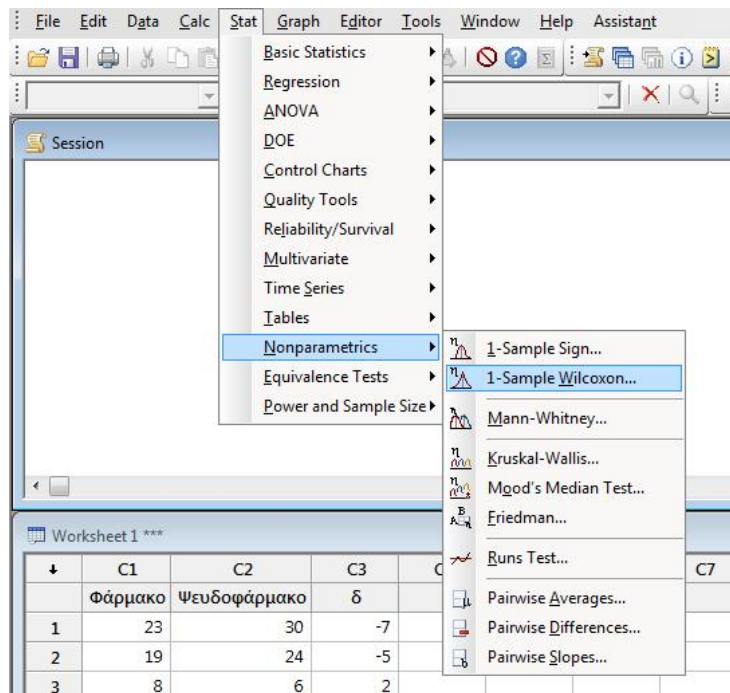 File Edit Data Calc Stat Graph Editor Tools Window Help Assistant
Basic Statistics
Regression
ANOVA
DOE
Control Charts
Quality Tools
Reliability/Survival
Multivariate
Time Series
Tables
Nonparametrics
Equivalence Tests
Power and Sample Size
1-Sample Sign...
1-Sample Wilcoxon...
Mann-Whitney...
Kruskal-Wallis...
Mood's Median Test...
Friedman...
Runs Test...
Pairwise Averages...
Pairwise Differences...
Pairwise Slopes...
Session
Worksheet 1 ***
C1 C2 C3 C7
Φάρμακο Ψευδοφάρμακο δ
1 23 30 -7
2 19 24 -5
3 8 6 2